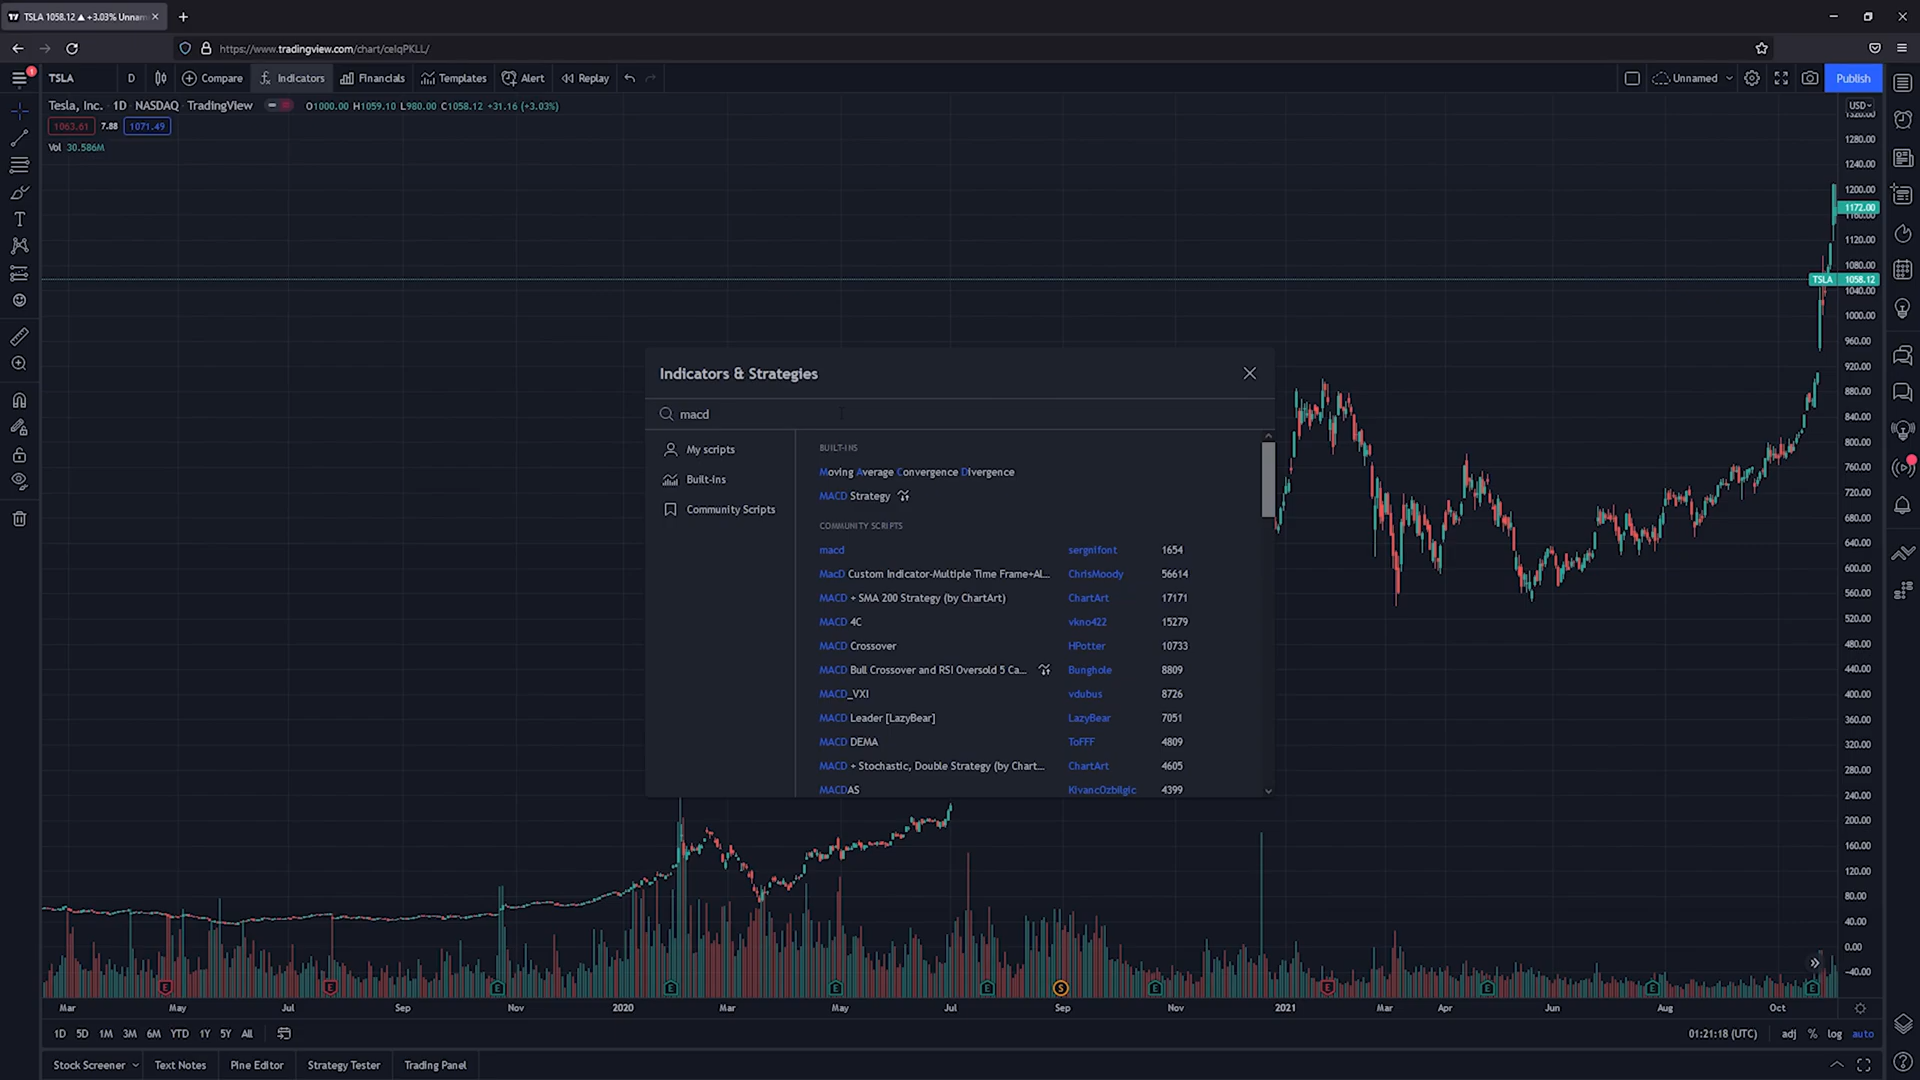 TSLA 1058.12 ▲ +3.03% Unnam
https://www.tradingview.com/chart/celqPKLL/
1
TSLA
D
Compare
Indicators
Financials
Templates
Alert
Replay
Unnamed
Publish
Tesla, Inc. · 1D · NASDAQ · TradingView
O1000.00 H1059.10 L980.00 C1058.12 +31.16 (+3.03%)
1063.61 7.88 1071.49
Vol 30.586M
USD
1320.00
1280.00
1240.00
1200.00
1172.00
1160.00
1120.00
1080.00
TSLA 1058.12
1040.00
1000.00
960.00
920.00
880.00
840.00
800.00
760.00
720.00
680.00
640.00
600.00
560.00
520.00
480.00
440.00
400.00
360.00
320.00
280.00
240.00
200.00
160.00
120.00
80.00
40.00
0.00
-40.00
Indicators & Strategies
macd
My scripts
Built-ins
Community Scripts
BUILT-INS
Moving Average Convergence Divergence
MACD Strategy
COMMUNITY SCRIPTS
macd sergnifont 1654
MacD Custom Indicator-Multiple Time Frame+Al... ChrisMoody 56614
MACD + SMA 200 Strategy (by ChartArt) ChartArt 17171
MACD 4C vkno422 15279
MACD Crossover HPotter 10733
MACD Bull Crossover and RSI Oversold 5 Ca... Bunghole 8809
MACD_VXI vdubus 8726
MACD Leader [LazyBear] LazyBear 7051
MACD DEMA ToFFF 4809
MACD + Stochastic, Double Strategy (by Chart... ChartArt 4605
MACDAS KivancOzbilgic 4399
E E E E E E S E E E E E
Mar May Jul Sep Nov 2020 Mar May Jul Sep Nov 2021 Mar Apr Jun Aug Oct
1D 5D 1M 3M 6M YTD 1Y 5Y All
01:21:18 (UTC) adj % log auto
Stock Screener Text Notes Pine Editor Strategy Tester Trading Panel